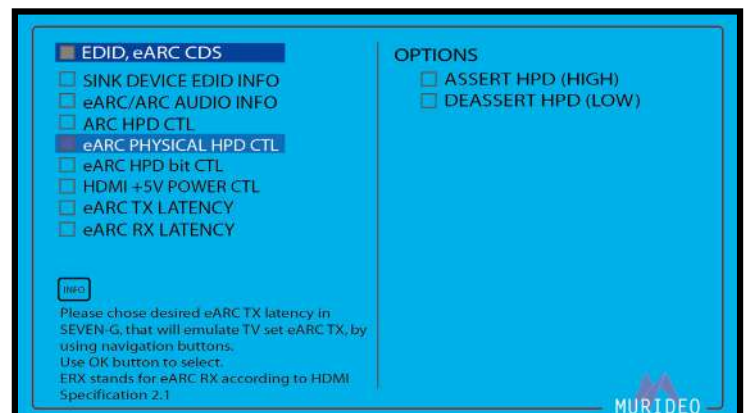 EDID, eARC CDS
SINK DEVICE EDID INFO
eARC/ARC AUDIO INFO
ARC HPD CTL
eARC PHYSICAL HPD CTL
eARC HPD bit CTL
HDMI +5V POWER CTL
eARC TX LATENCY
eARC RX LATENCY
INFO
Please chose desired eARC TX latency in
SEVEN-G, that will emulate TV set eARC TX, by
using navigation buttons.
Use OK button to select.
ERX stands for eARC RX according to HDMI
Specification 2.1
OPTIONS
ASSERT HPD (HIGH)
DEASSERT HPD (LOW)
MURIDEO